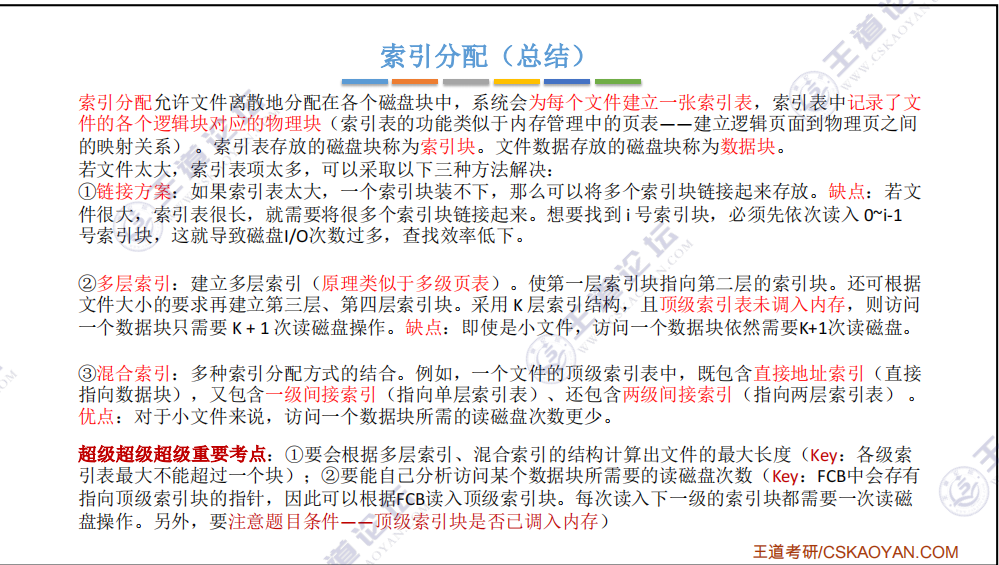 索引分配（总结）
索引分配允许文件离散地分配在各个磁盘块中，系统会为每个文件建立一张索引表，索引表中记录了文
件的各个逻辑块对应的物理块（索引表的功能类似于内存管理中的页表——建立逻辑页面到物理页之间
的映射关系）。索引表存放的磁盘块称为索引块。文件数据存放的磁盘块称为数据块。
若文件太大，索引表项太多，可以采取以下三种方法解决：
①链接方案：如果索引表太大，一个索引块装不下，那么可以将多个索引块链接起来存放。缺点：若文
件很大，索引表很长，就需要将很多个索引块链接起来。想要找到 i 号索引块，必须先依次读入 0~i-1
号索引块，这就导致磁盘I/O次数过多，查找效率低下。
②多层索引：建立多层索引（原理类似于多级页表）。使第一层索引块指向第二层的索引块。还可根据
文件大小的要求再建立第三层、第四层索引块。采用 K 层索引结构，且顶级索引表未调入内存，则访问
一个数据块只需要 K + 1 次读磁盘操作。缺点：即使是小文件，访问一个数据块依然需要K+1次读磁盘。
③混合索引：多种索引分配方式的结合。例如，一个文件的顶级索引表中，既包含直接地址索引（直接
指向数据块），又包含一级间接索引（指向单层索引表）、还包含两级间接索引（指向两层索引表）。
优点：对于小文件来说，访问一个数据块所需的读磁盘次数更少。
超级超级超级重要考点：①要会根据多层索引、混合索引的结构计算出文件的最大长度（Key：各级索
引表最大不能超过一个块）；②要能自己分析访问某个数据块所需要的读磁盘次数（Key：FCB中会存有
指向顶级索引块的指针，因此可以根据FCB读入顶级索引块。每次读入下一级的索引块都需要一次读磁
盘操作。另外，要注意题目条件——顶级索引块是否已调入内存）
王道考研/CSKAOYAN.COM